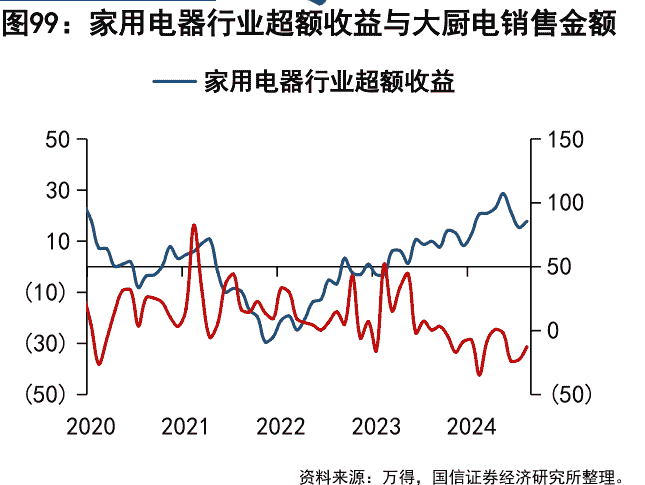 图99：家用电器行业超额收益与大厨电销售金额
家用电器行业超额收益
50 150
30 100
10 50
(10) 0
(30) (50)
(50)
2020 2021 2022 2023 2024
资料来源：万得，国信证券经济研究所整理。